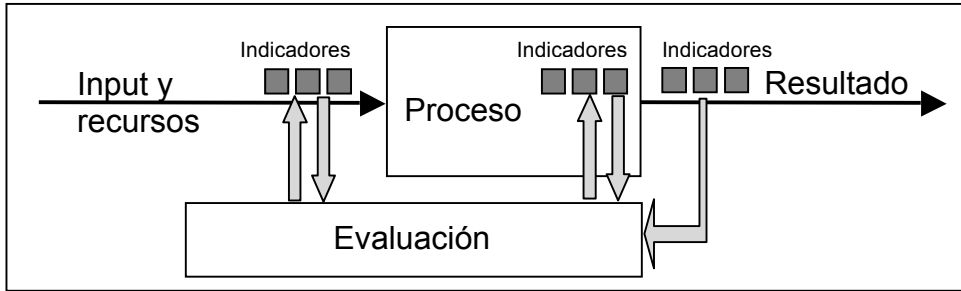 Indicadores
Indicadores
Indicadores
Input y
recursos
Proceso
Resultado
Evaluación